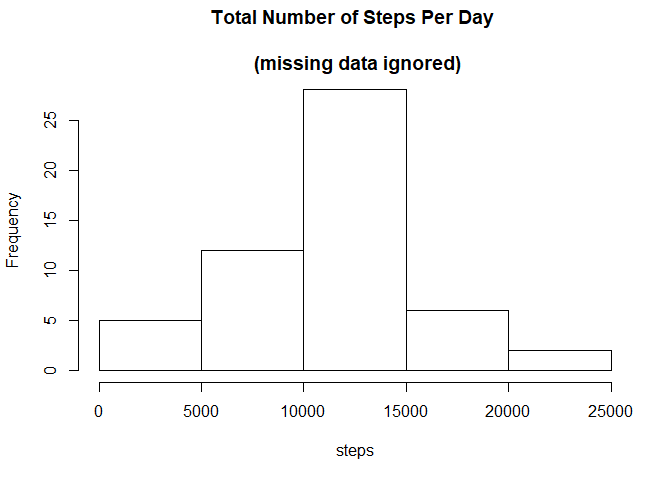 Total Number of Steps Per Day
(missing data ignored)
25
20
15
10
5
0
Frequency
0 5000 10000 15000 20000 25000
steps